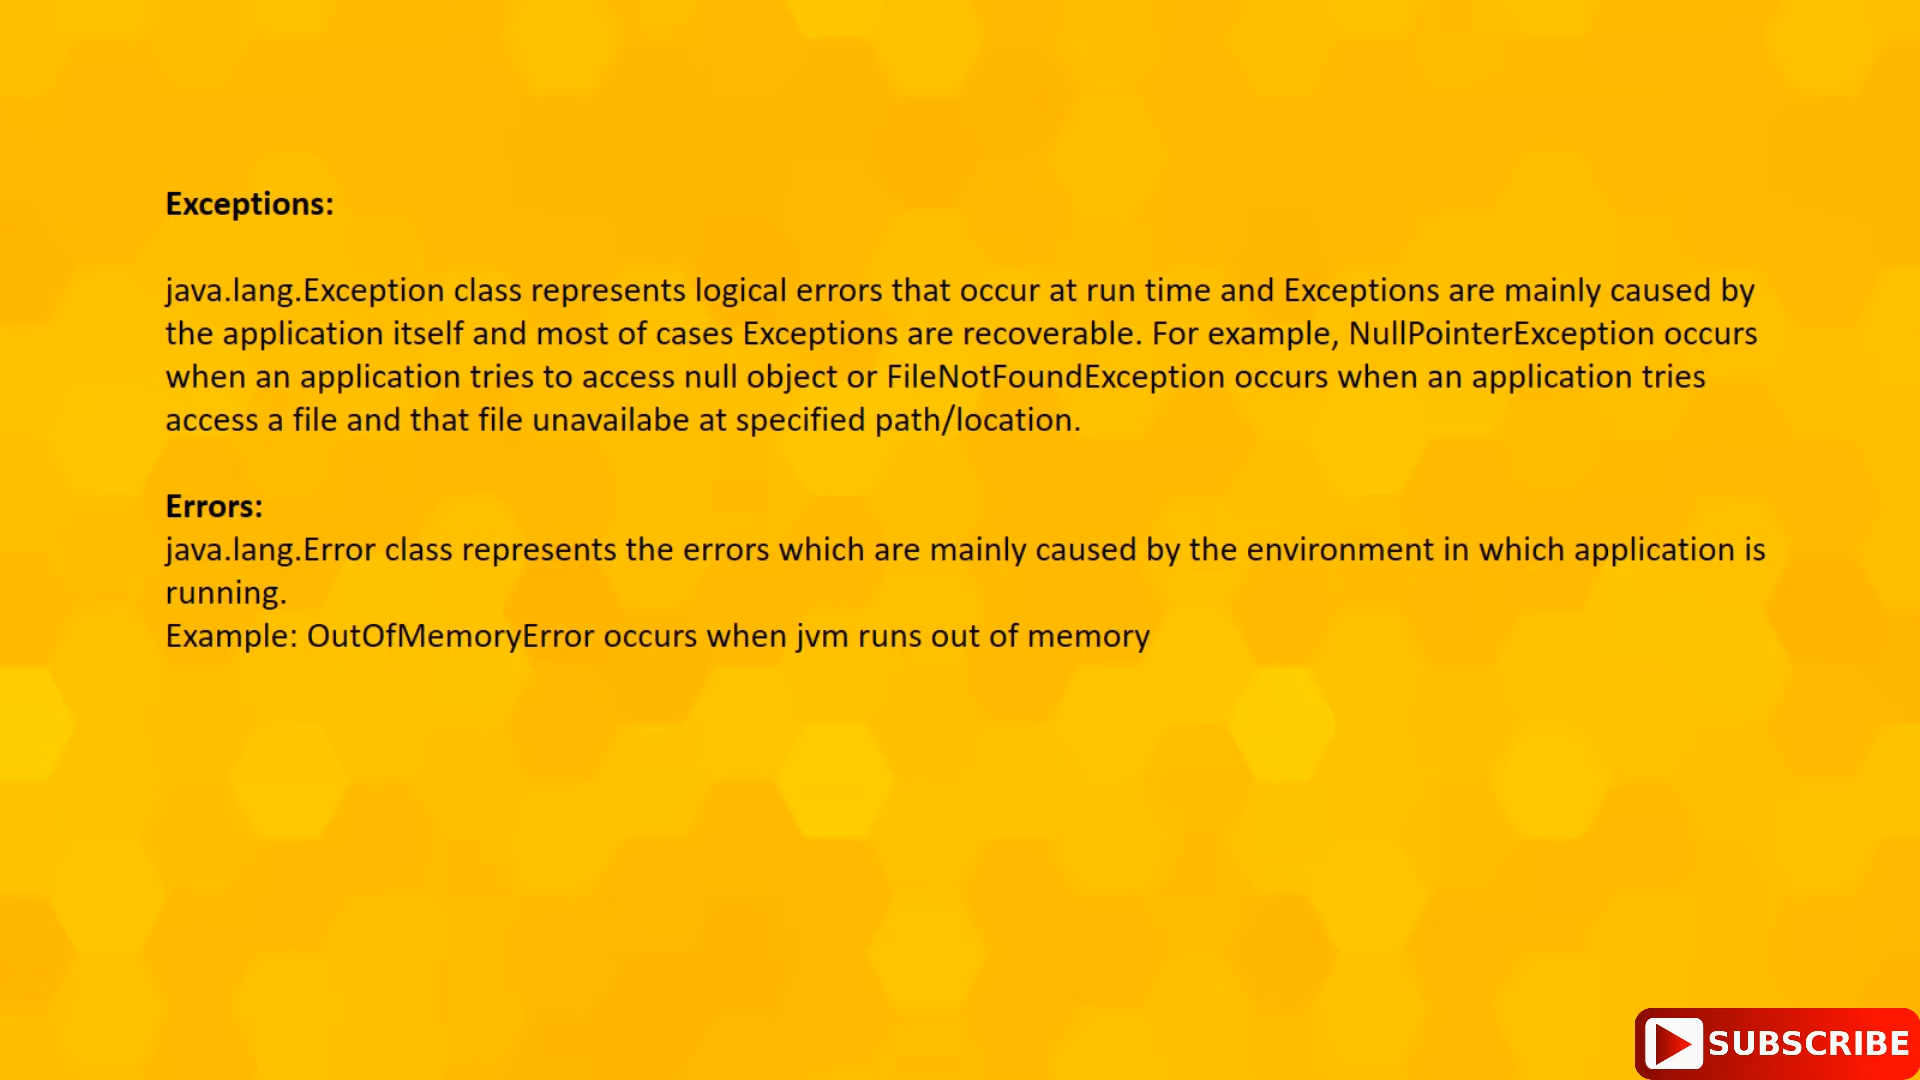 Exceptions:
java.lang.Exception class represents logical errors that occur at run time and Exceptions are mainly caused by
the application itself and most of cases Exceptions are recoverable. For example, NullPointerException occurs
when an application tries to access null object or FileNotFoundException occurs when an application tries
access a file and that file unavailabe at specified path/location.
Errors:
java.lang.Error class represents the errors which are mainly caused by the environment in which application is
running.
Example: OutOfMemoryError occurs when jvm runs out of memory
SUBSCRIBE